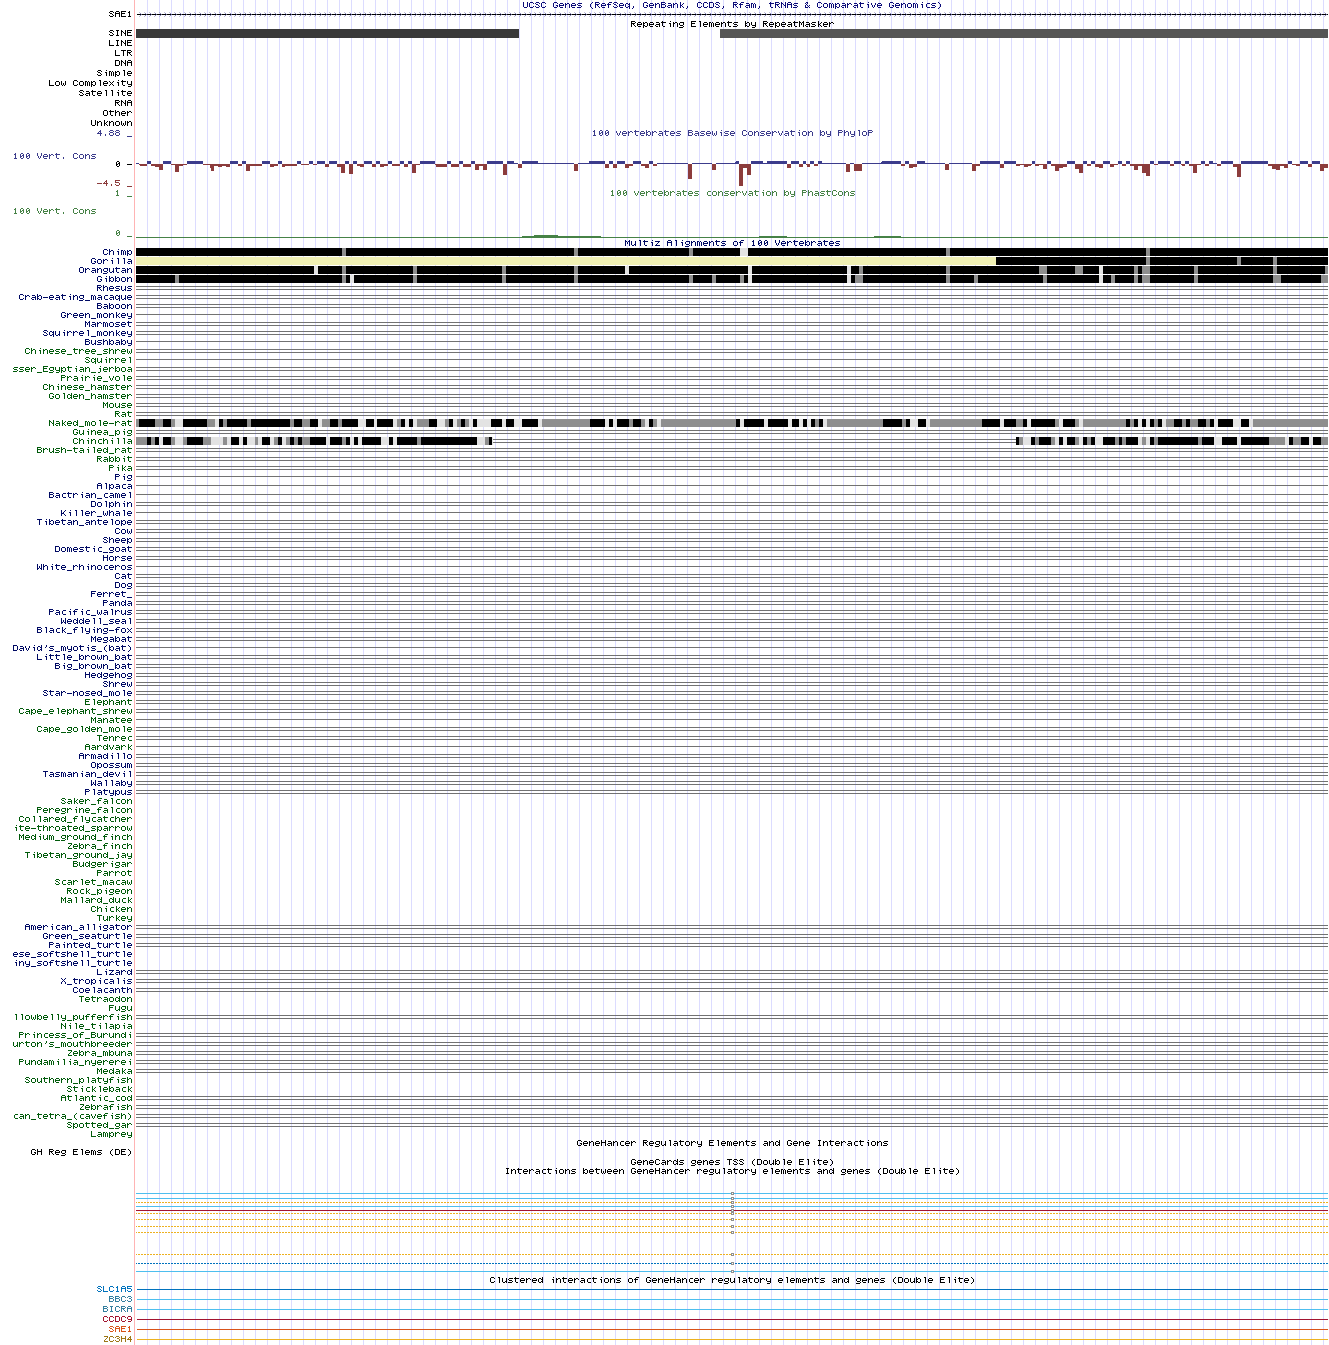 UCSC Genes (RefSeq, GenBank, CCDS, Rfam, tRNAs & Comparative Genomics)
SAE1
Repeating Elements by RepeatMasker
SINE
LINE
LTR
DNA
Simple
Low Complexity
Satellite
RNA
Other
Unknown
4.88 _
100 vertebrates Basewise Conservation by PhyloP
100 Vert. Cons
0 _
-4.5 _
1 _
100 vertebrates conservation by PhastCons
100 Vert. Cons
0 _
Multiz Alignments of 100 Vertebrates
Chimp
Gorilla
Orangutan
Gibbon
Rhesus
Crab-eating_macaque
Baboon
Green_monkey
Marmoset
Squirrel_monkey
Bushbaby
Chinese_tree_shrew
Squirrel
sser_Egyptian_jerboa
Prairie_vole
Chinese_hamster
Golden_hamster
Mouse
Rat
Naked_mole-rat
Guinea_pig
Chinchilla
Brush-tailed_rat
Rabbit
Pika
Pig
Alpaca
Bactrian_camel
Dolphin
Killer_whale
Tibetan_antelope
Cow
Sheep
Domestic_goat
Horse
White_rhinoceros
Cat
Dog
Ferret_
Panda
Pacific_walrus
Weddell_seal
Black_flying-fox
Megabat
David's_myotis_(bat)
Little_brown_bat
Big_brown_bat
Hedgehog
Shrew
Star-nosed_mole
Elephant
Cape_elephant_shrew
Manatee
Cape_golden_mole
Tenrec
Aardvark
Armadillo
Opossum
Tasmanian_devil
Wallaby
Platypus
Saker_falcon
Peregrine_falcon
Collared_flycatcher
ite-throated_sparrow
Medium_ground_finch
Zebra_finch
Tibetan_ground_jay
Budgerigar
Parrot
Scarlet_macaw
Rock_pigeon
Mallard_duck
Chicken
Turkey
American_alligator
Green_seaturtle
Painted_turtle
ese_softshell_turtle
iny_softshell_turtle
Lizard
X_tropicalis
Coelacanth
Tetraodon
Fugu
llowbelly_pufferfish
Nile_tilapia
Princess_of_Burundi
urton's_mouthbreeder
Zebra_mbuna
Pundamilia_nyererei
Medaka
Southern_platyfish
Stickleback
Atlantic_cod
Zebrafish
can_tetra_(cavefish)
Spotted_gar
Lamprey
GeneHancer Regulatory Elements and Gene Interactions
GH Reg Elems (DE)
GeneCards genes TSS (Double Elite)
Interactions between GeneHancer regulatory elements and genes (Double Elite)
Clustered interactions of GeneHancer regulatory elements and genes (Double Elite)
SLC1A5
BBC3
BICRA
CCDC9
SAE1
ZC3H4